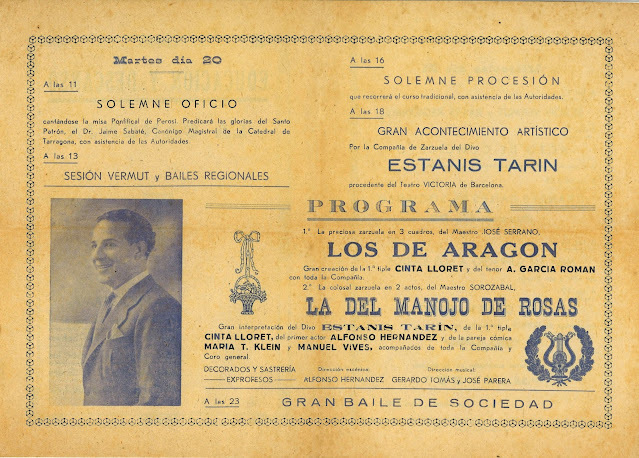 Martes día 20
A las 11
SOLEMNE OFICIO
cantándose la misa Pontifical de Perosi. Predicará las glorias del Santo
Patrón, el Dr. Jaime Sabaté, Canónigo Magistral de la Catedral de
Tarragona, con asistencia de las Autoridades.
A las 13
SESIÓN VERMUT y BAILES REGIONALES
A las 16
SOLEMNE PROCESIÓN
que recorrerá el curso tradicional, con asistencia de las Autoridades.
A las 18
GRAN ACONTECIMIENTO ARTÍSTICO
Por la Compañía de Zarzuela del Divo
ESTANIS TARIN
procedente del Teatro VICTORIA de Barcelona.
PROGRAMA
1.º La preciosa zarzuela en 3 cuadros, del Maestro JOSÉ SERRANO,
LOS DE ARAGON
Gran creación de la 1.ª tiple CINTA LLORET y del tenor A. GARCIA ROMAN
con toda la Compañía.
2.º La colosal zarzuela en 2 actos, del Maestro SOROZABAL,
LA DEL MANOJO DE ROSAS
Gran interpretación del Divo ESTANIS TARÍN, de la 1.ª tiple
CINTA LLORET, del primer actor ALFONSO HERNANDEZ y de la pareja cómica
MARIA T. KLEIN y MANUEL VIVES, acompañados de toda la Compañía y
Coro general.
DECORADOS Y SASTRERÍA
EXPROFESOS
Dirección escénica:
ALFONSO HERNANDEZ
Dirección musical:
GERARDO TOMÁS y JOSÉ PARERA
A las 23
GRAN BAILE DE SOCIEDAD